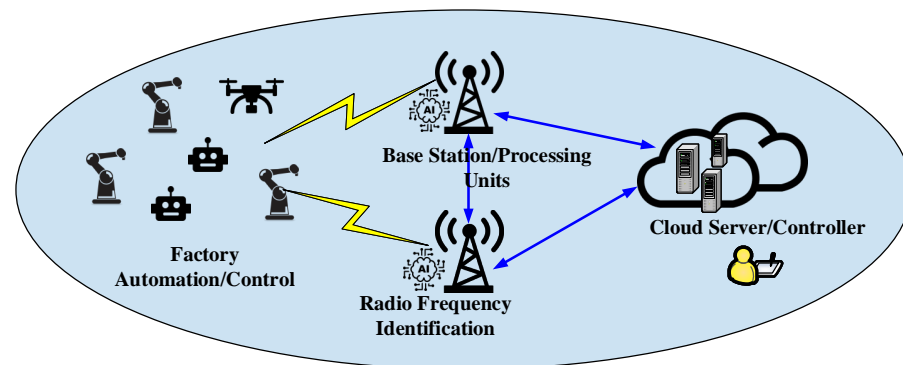 AI
Base Station/Processing
Units
Factory
Automation/Control
AI
Radio Frequency
Identification
Cloud Server/Controller